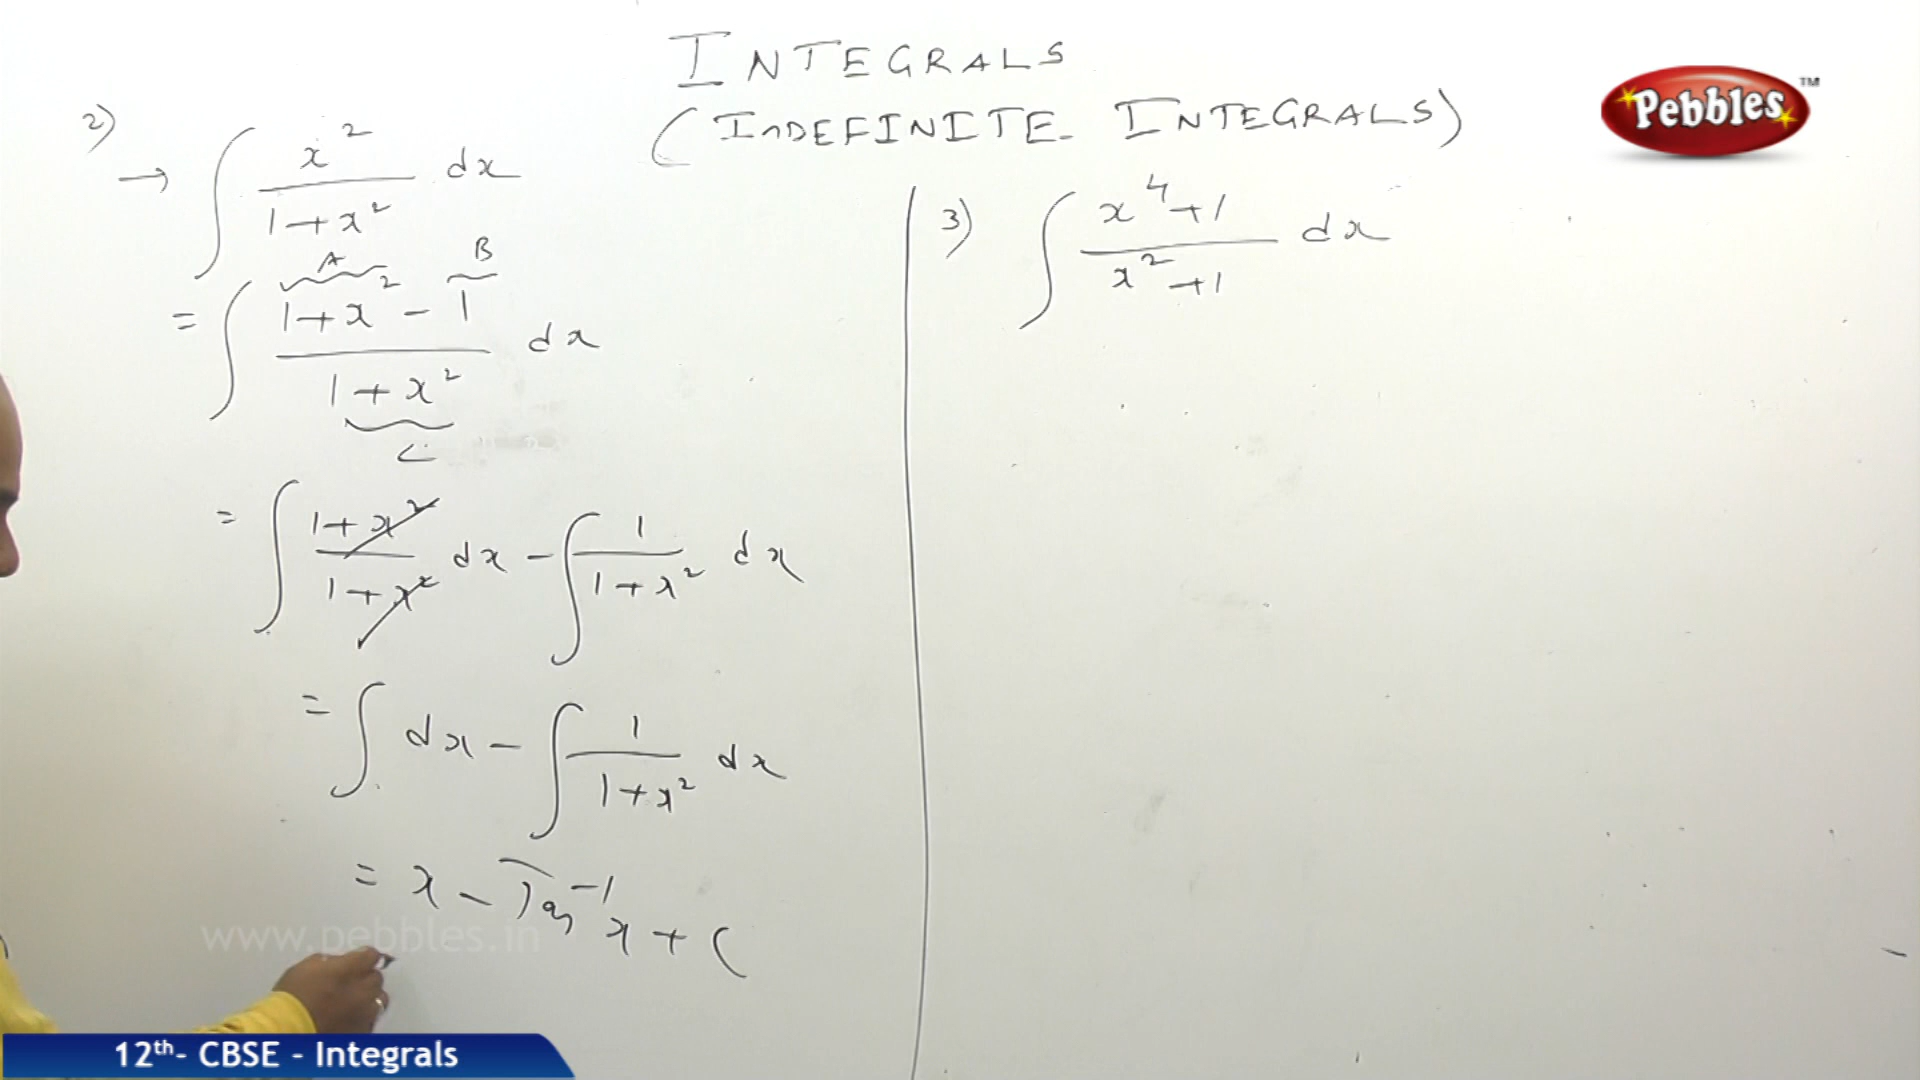 INTEGRALS
(INDEFINITE INTEGRALS)
Pebbles™
2)
→ ∫ x² / (1+x²) dx
A B
= ∫ (1+x² - 1) / (1+x²) dx
C
= ∫ (1+x²) / (1+x²) dx - ∫ 1 / (1+x²) dx
= ∫ dx - ∫ 1 / (1+x²) dx
= x - Tan⁻¹ x + C
3) ∫ (x⁴+1) / (x²+1) dx
www.pebbles.in
12th- CBSE - Integrals